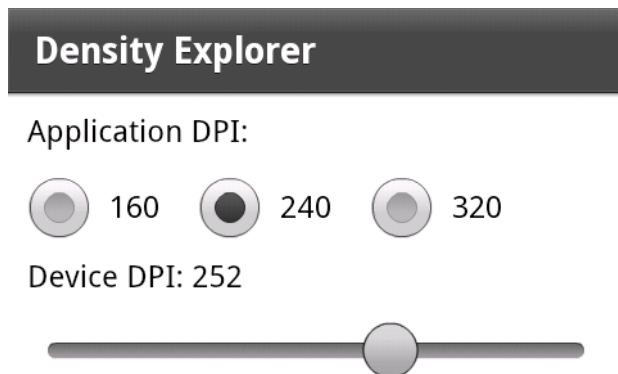 Density Explorer
Application DPI:
160 240 320
Device DPI: 252